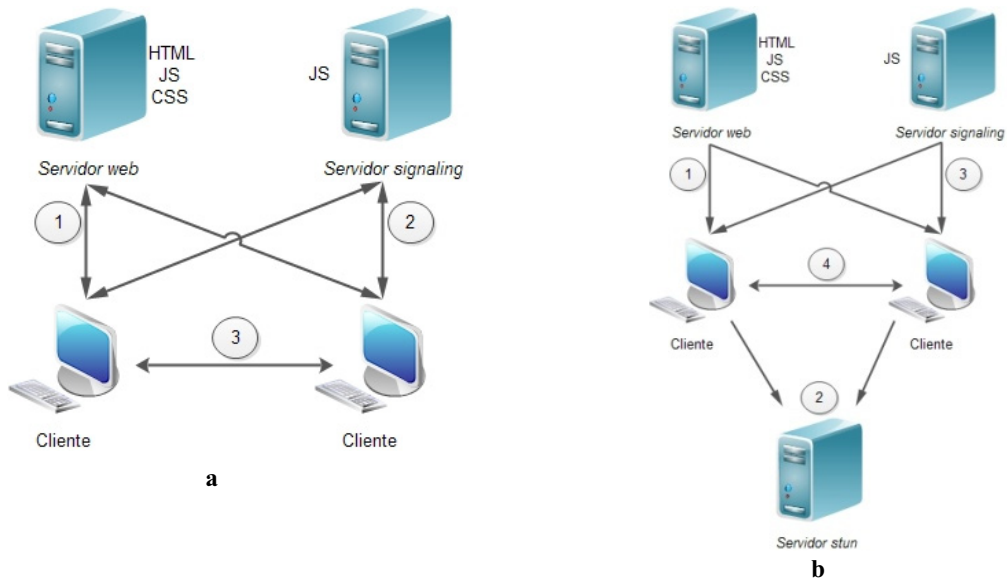 HTML
JS
CSS
JS
Servidor web
Servidor signaling
1
2
3
Cliente
Cliente
a
HTML
JS
CSS
JS
Servidor web
Servidor signaling
1
3
4
Cliente
Cliente
2
Servidor stun
b